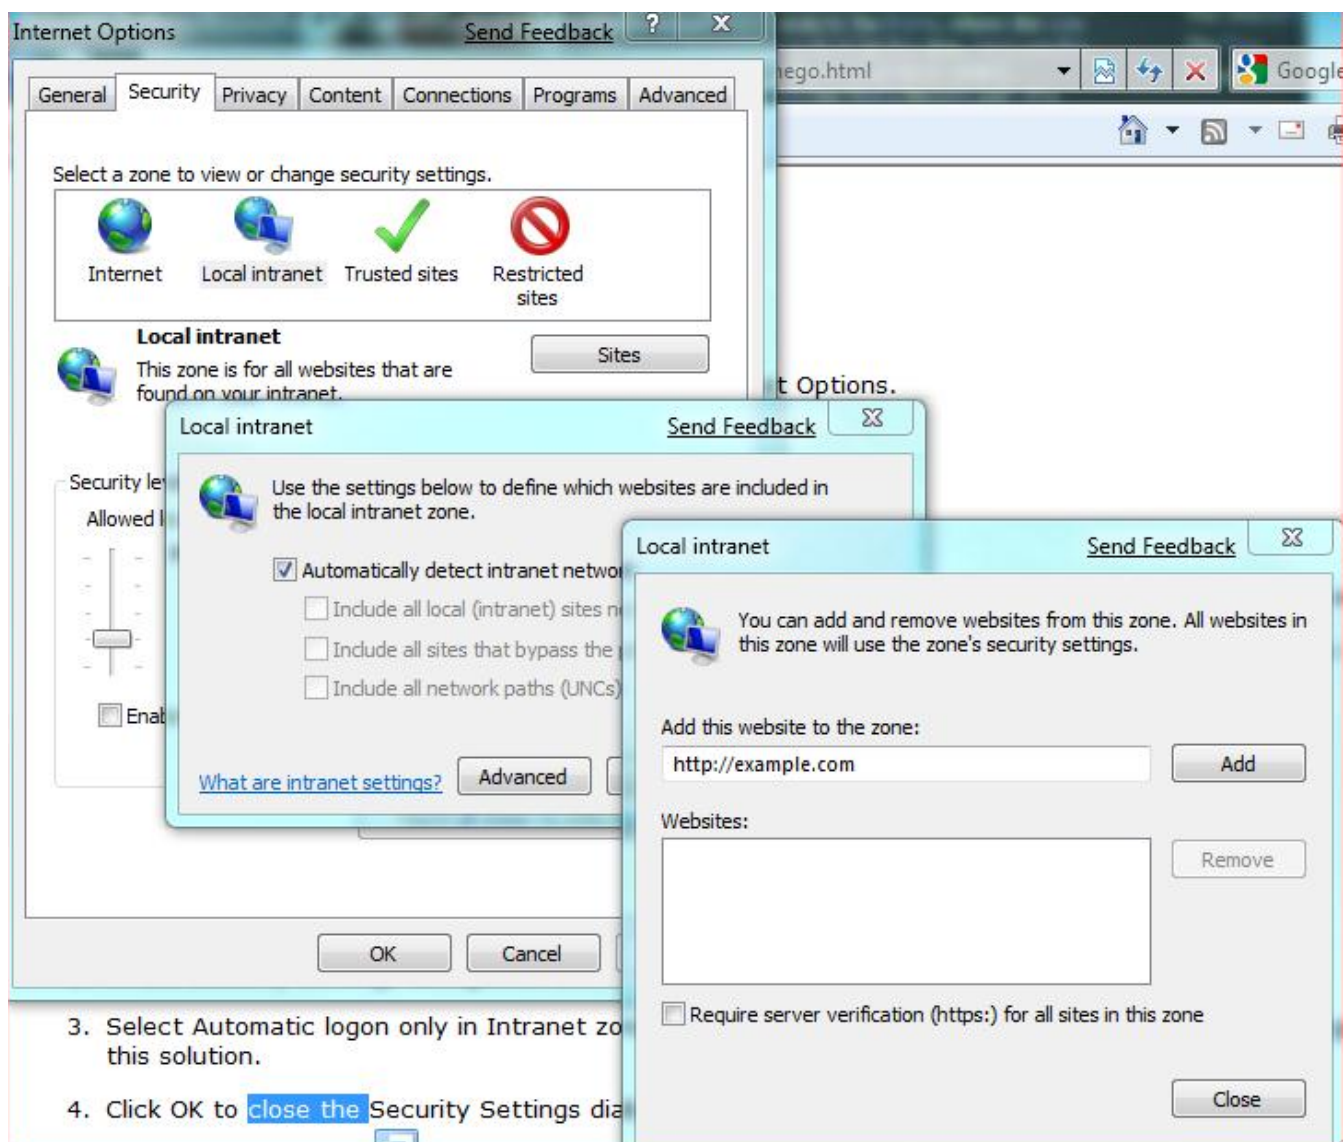 Internet Options
Send Feedback
?
X
nego.html
Google
General Security Privacy Content Connections Programs Advanced
Select a zone to view or change security settings.
Internet
Local intranet
Trusted sites
Restricted
sites
Local intranet
This zone is for all websites that are
found on your intranet.
Sites
t Options.
Local intranet
Send Feedback
Security le
Allowed l
Use the settings below to define which websites are included in
the local intranet zone.
Automatically detect intranet networ
Include all local (intranet) sites n
Include all sites that bypass the p
Include all network paths (UNCs)
Enab
What are intranet settings?
Advanced
OK
Cancel
Local intranet
Send Feedback
You can add and remove websites from this zone. All websites in
this zone will use the zone's security settings.
Add this website to the zone:
http://example.com
Add
Websites:
Remove
Require server verification (https:) for all sites in this zone
Close
3. Select Automatic logon only in Intranet zo
this solution.
4. Click OK to close the Security Settings dia